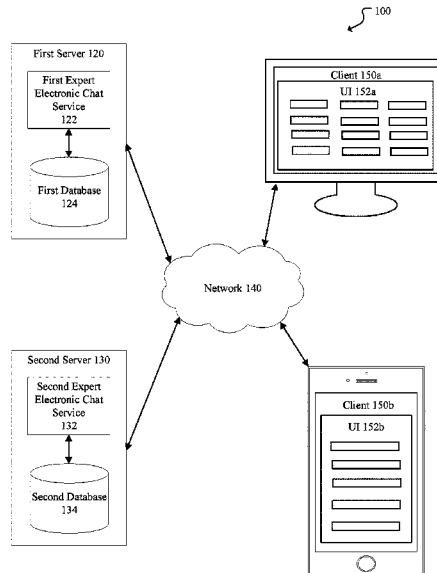 100
First Server 120
First Expert
Electronic Chat
Service
122
First Database
124
Client 150a
UI 152a
Network 140
Second Server 130
Second Expert
Electronic Chat
Service
132
Second Database
134
Client 150b
UI 152b